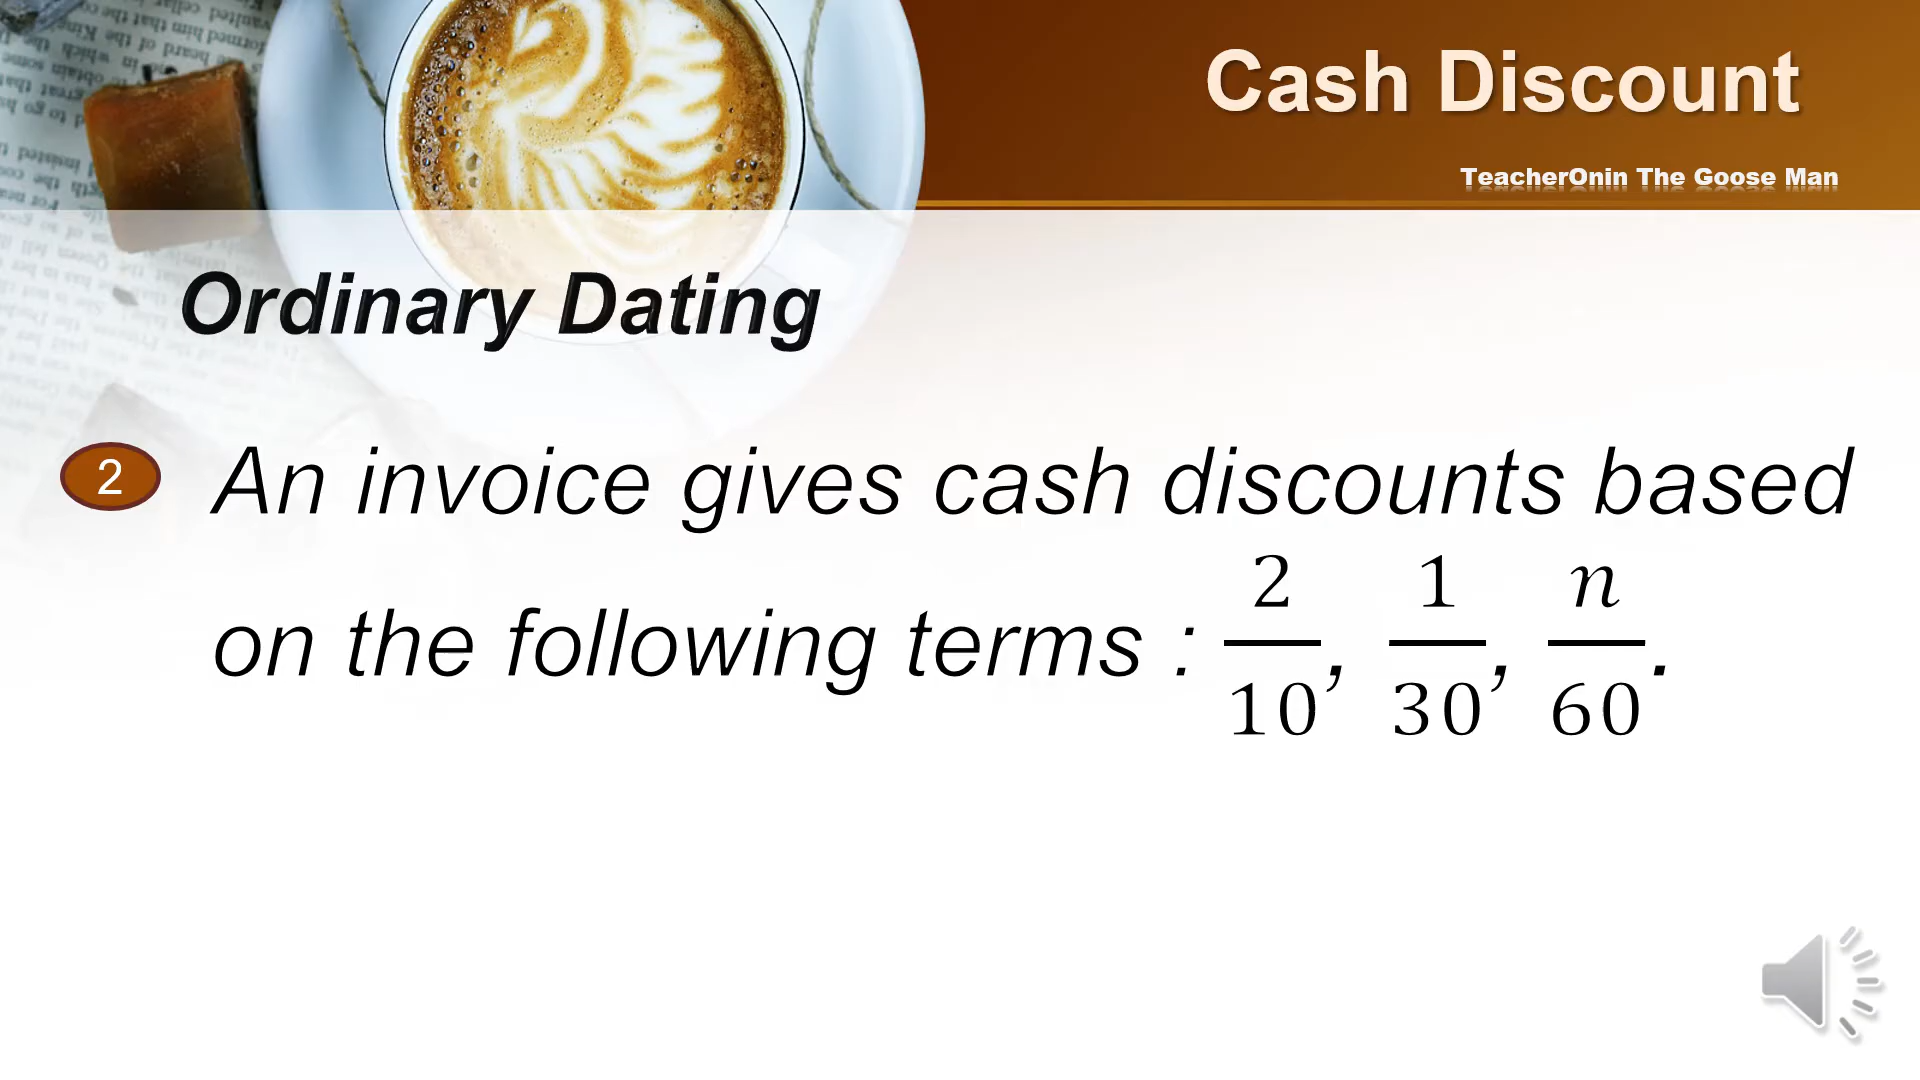 Cash Discount
TeacherOnin The Goose Man
Ordinary Dating
2 An invoice gives cash discounts based
on the following terms : 2/10, 1/30, n/60.